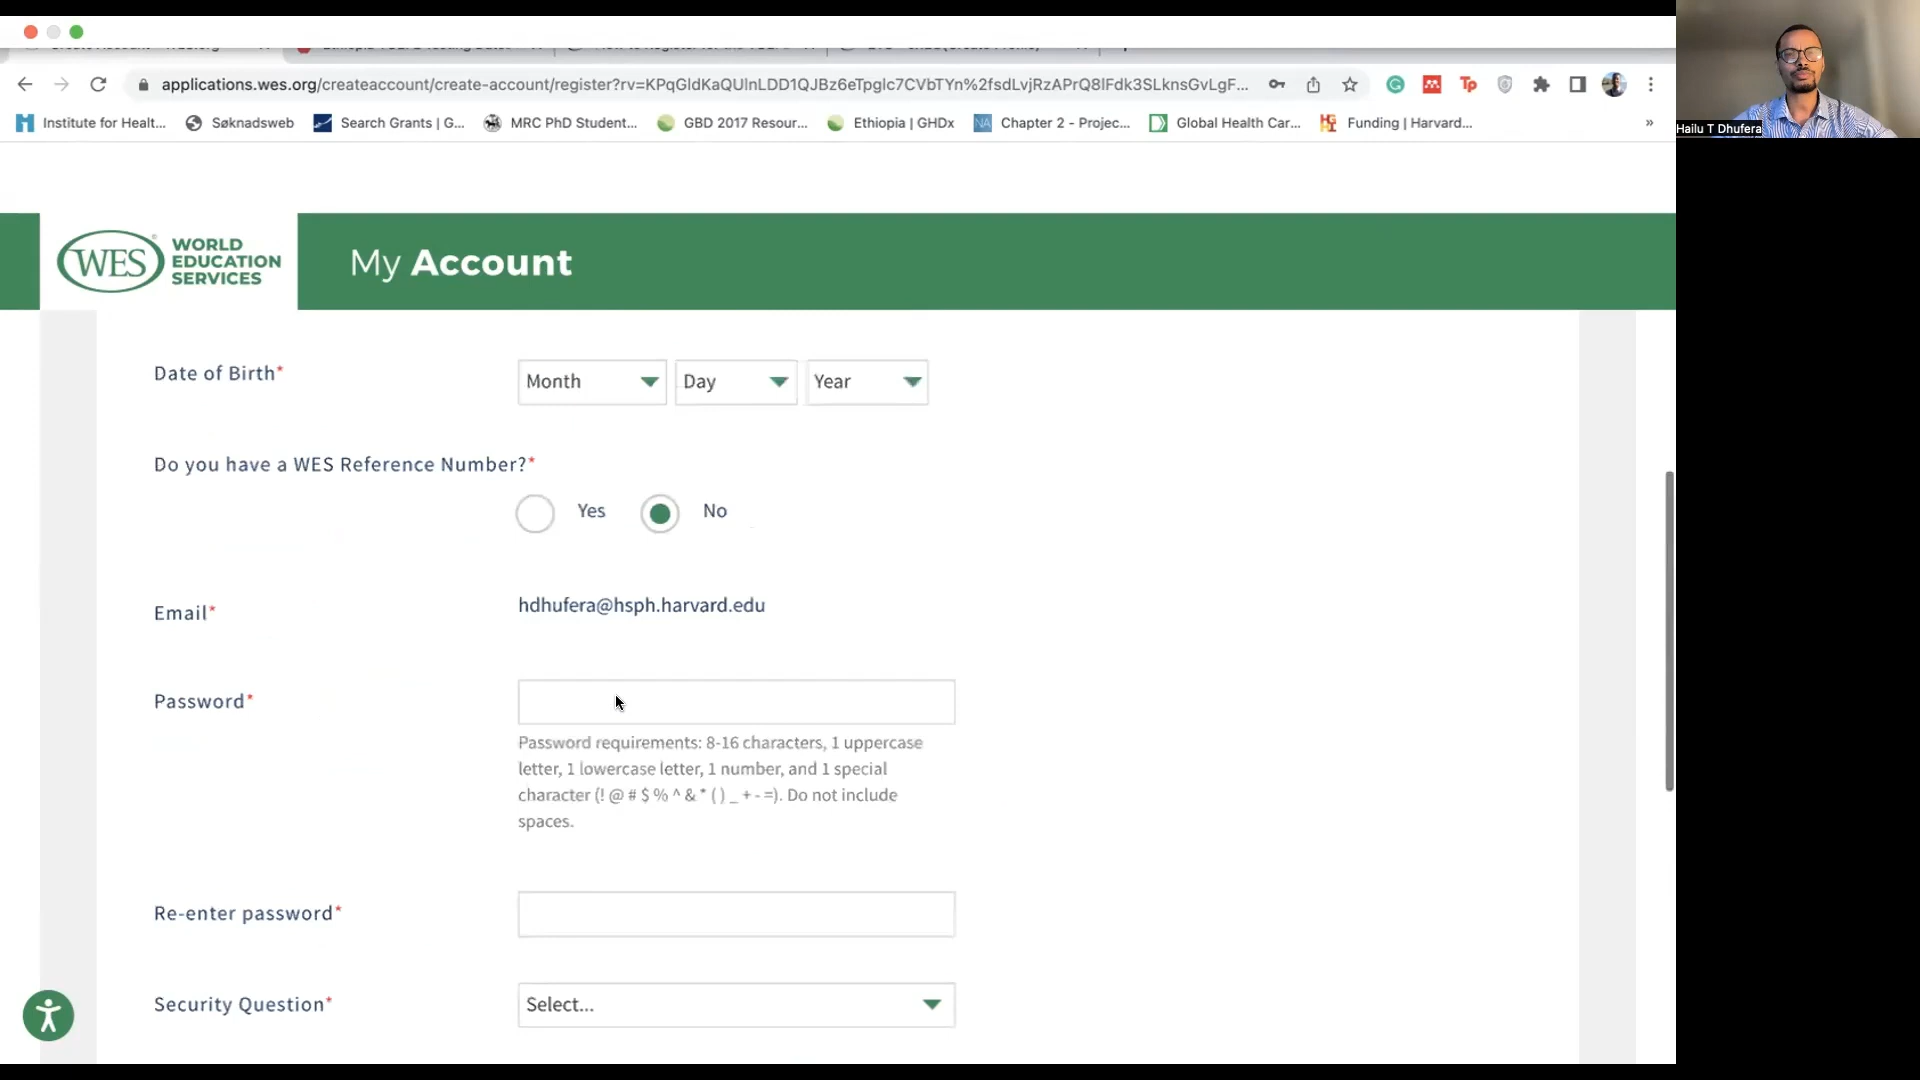 applications.wes.org/createaccount/create-account/register?rv=KPqGldKaQUlnLDD1QJBz6eTpglc7CVbTYn%2fsdLvjRzAPrQ8lFdk3SLknsGvLgF...
Institute for Healt...
Søknadsweb
Search Grants | G...
MRC PhD Student...
GBD 2017 Resour...
Ethiopia | GHDx
NA
Chapter 2 - Projec...
Global Health Car...
Funding | Harvard...
»
Hailu T Dhufera
WES
WORLD
EDUCATION
SERVICES
My Account
Date of Birth*
Month
Day
Year
Do you have a WES Reference Number?*
Yes
No
Email*
hdhufera@hsph.harvard.edu
Password*
Password requirements: 8-16 characters, 1 uppercase
letter, 1 lowercase letter, 1 number, and 1 special
character (! @ # $ % ^ & * ( ) _ + - =). Do not include
spaces.
Re-enter password*
Security Question*
Select...